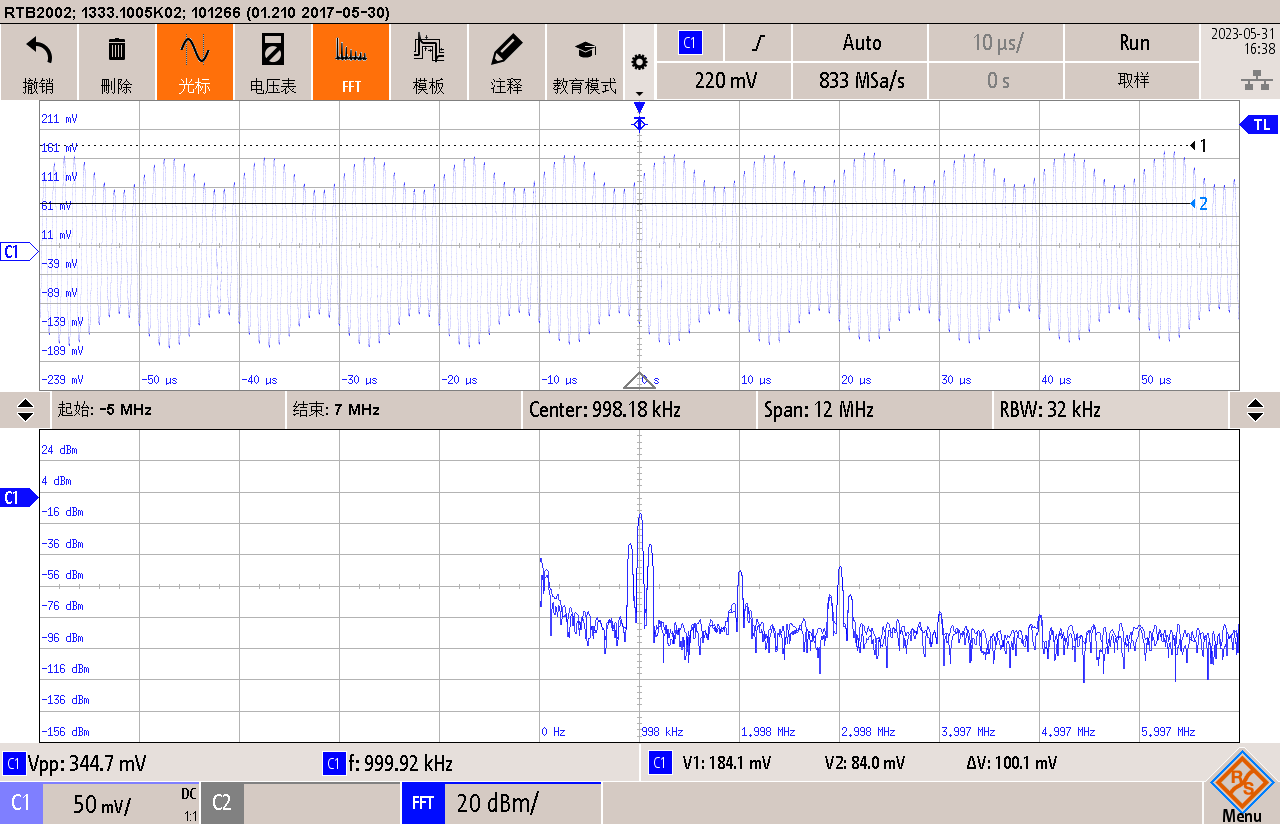 RTB2002; 1333.1005K02; 101266 (01.210 2017-05-30)
撤销 删除 光标 电压表 FFT 模板 注释 教育模式
C1 Auto 10 µs/ Run
220 mV 833 MSa/s 0 s 取样
2023-05-31
16:38
TL
211 mV
161 mV
111 mV
61 mV
11 mV
-39 mV
-89 mV
-139 mV
-189 mV
-239 mV
1
2
C1
-50 µs -40 µs -30 µs -20 µs -10 µs 0 s 10 µs 20 µs 30 µs 40 µs 50 µs
起始: -5 MHz 结束: 7 MHz Center: 998.18 kHz Span: 12 MHz RBW: 32 kHz
24 dBm
4 dBm
C1
-16 dBm
-36 dBm
-56 dBm
-76 dBm
-96 dBm
-116 dBm
-136 dBm
-156 dBm
0 Hz 998 kHz 1,998 MHz 2,998 MHz 3,997 MHz 4,997 MHz 5,997 MHz
C1 Vpp: 344.7 mV C1 f: 999.92 kHz C1 V1: 184.1 mV V2: 84.0 mV ΔV: 100.1 mV
C1 50 mV/ DC 1:1 C2 FFT 20 dBm/
R&S
Menu